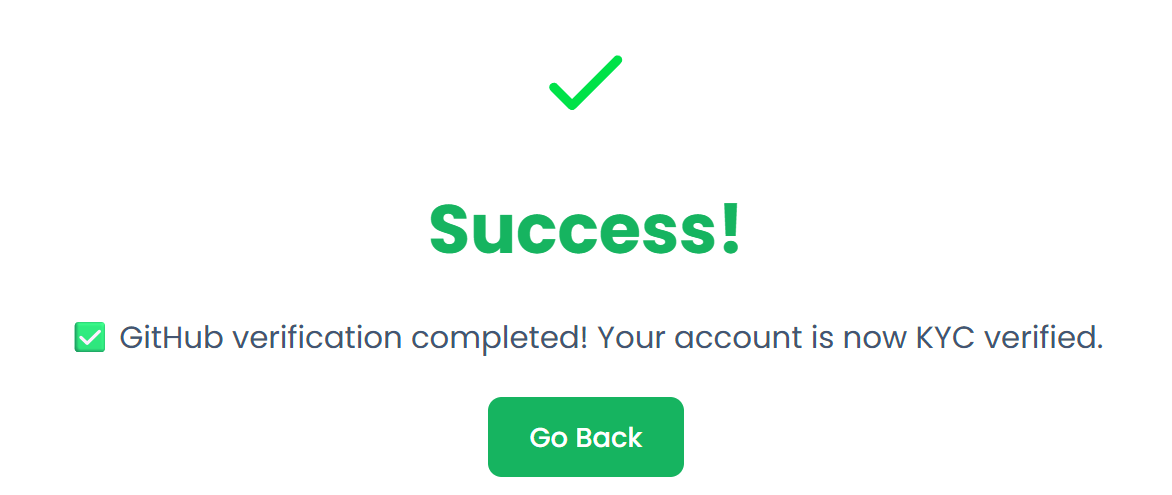 Success!
✅ GitHub verification completed! Your account is now KYC verified.
Go Back